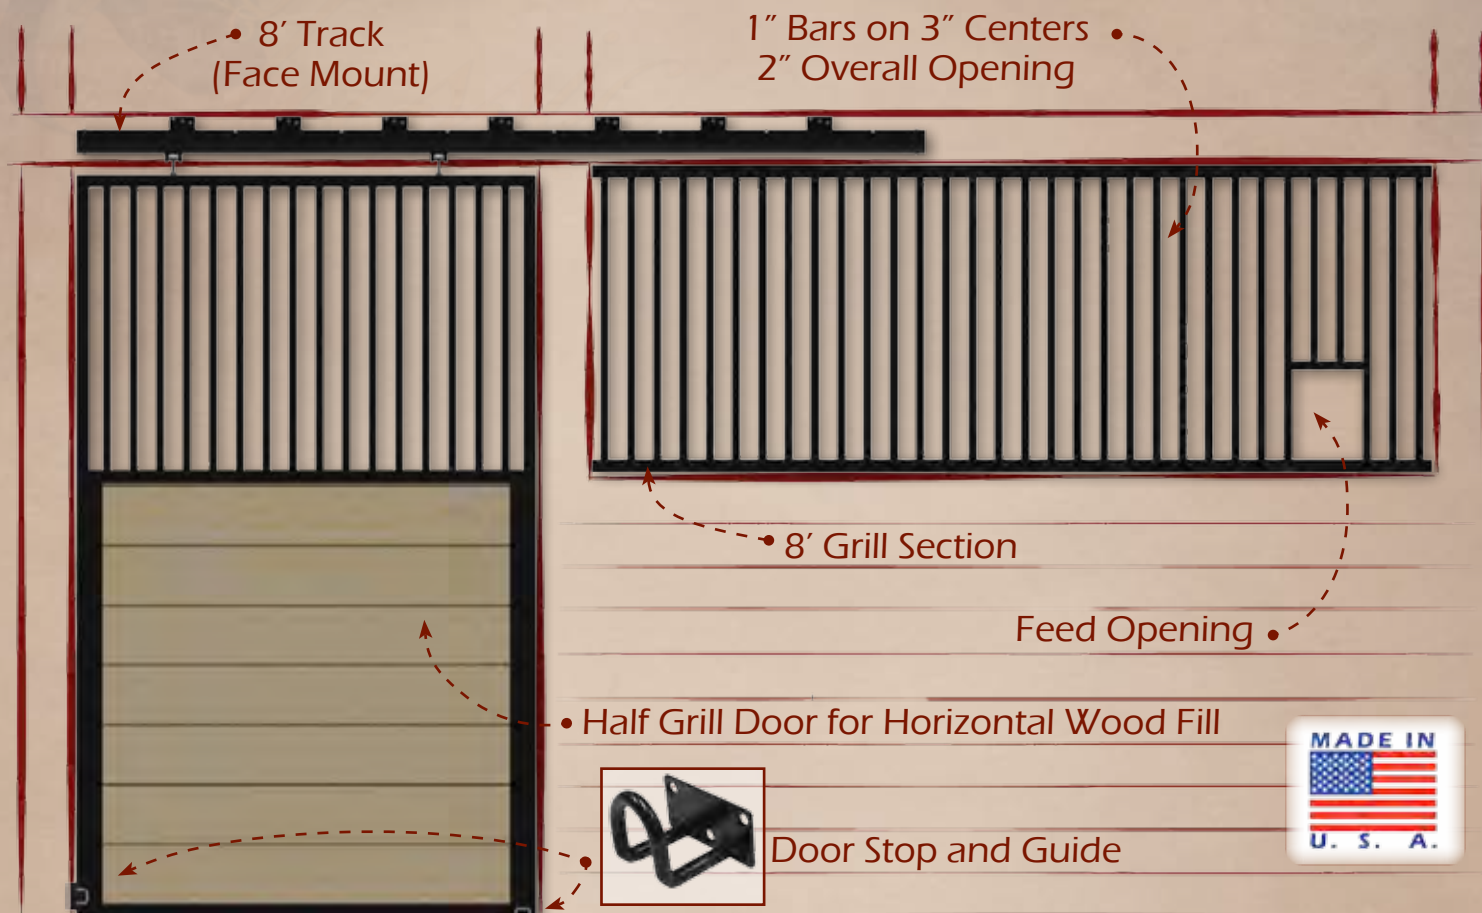 8’ Track
(Face Mount)
1” Bars on 3” Centers
2” Overall Opening
8’ Grill Section
Feed Opening
Half Grill Door for Horizontal Wood Fill
Door Stop and Guide
MADE IN
U. S. A.